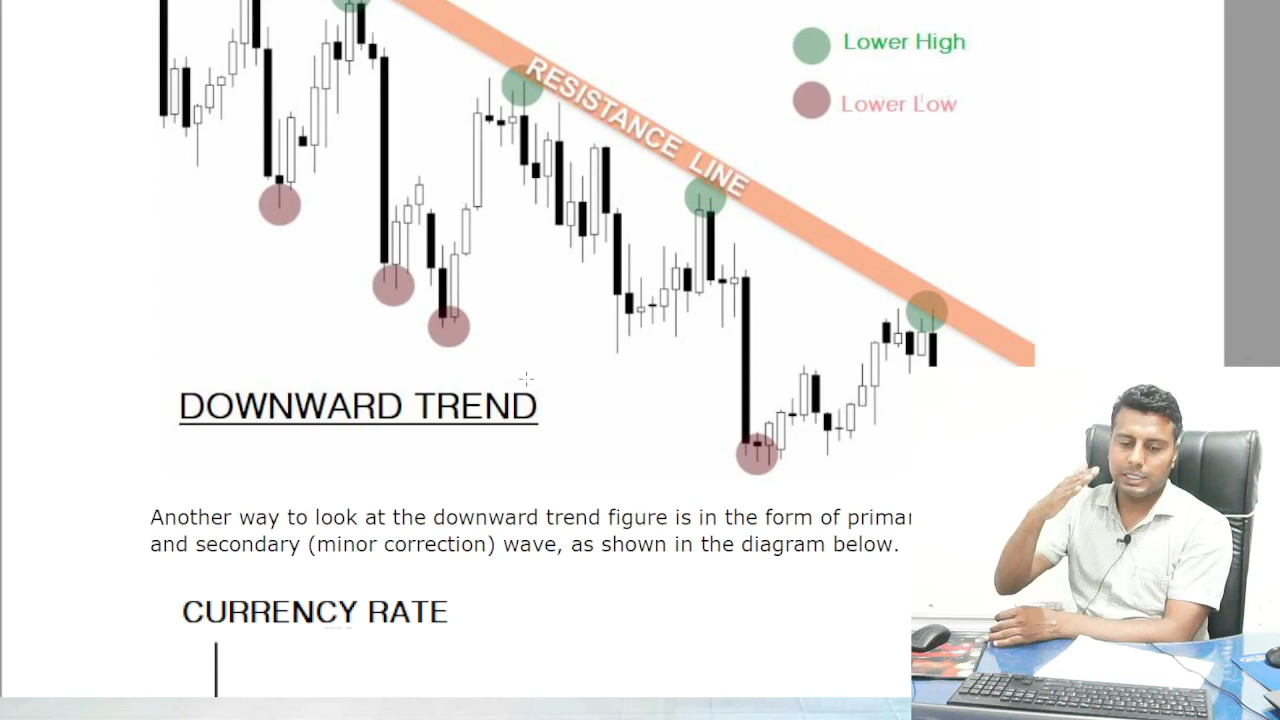 Lower High
RESISTANCE LINE
Lower Low
DOWNWARD TREND
Another way to look at the downward trend figure is in the form of
and secondary (minor correction) wave, as shown in the diagram below.
CURRENCY RATE